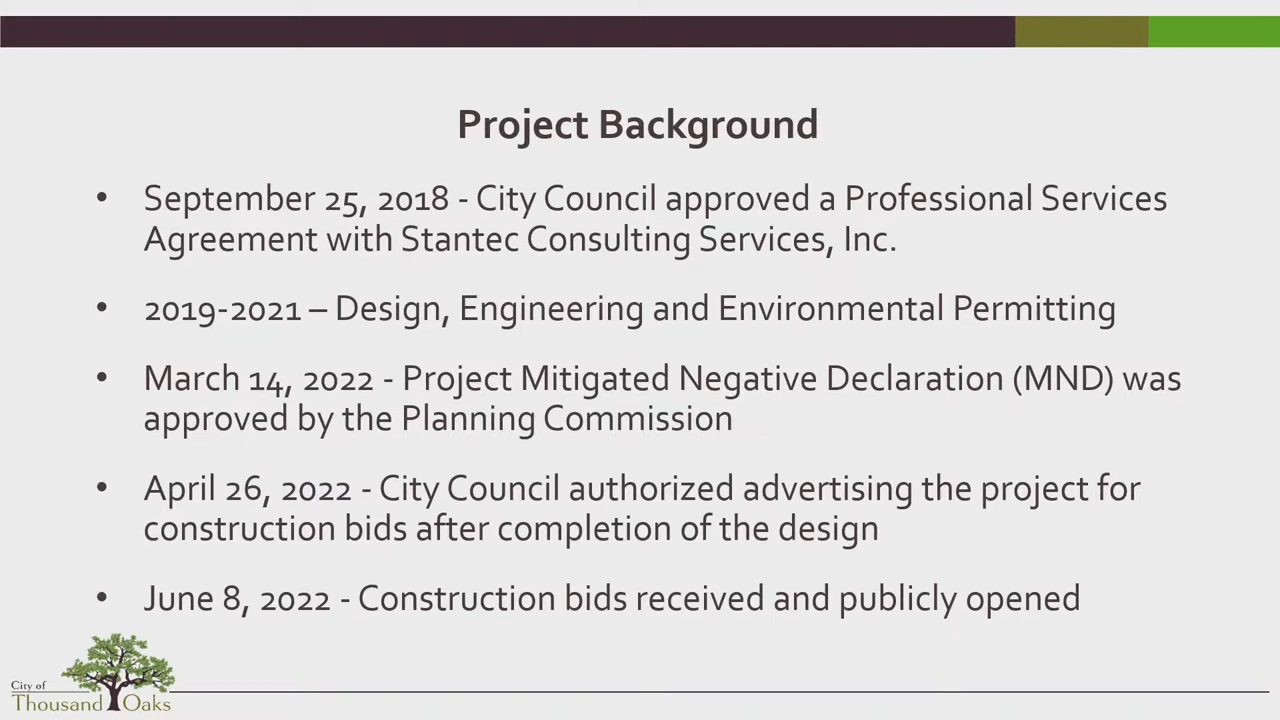 Project Background
• September 25, 2018 - City Council approved a Professional Services
Agreement with Stantec Consulting Services, Inc.
• 2019-2021 – Design, Engineering and Environmental Permitting
• March 14, 2022 - Project Mitigated Negative Declaration (MND) was
approved by the Planning Commission
• April 26, 2022 - City Council authorized advertising the project for
construction bids after completion of the design
• June 8, 2022 - Construction bids received and publicly opened
City of
Thousand Oaks